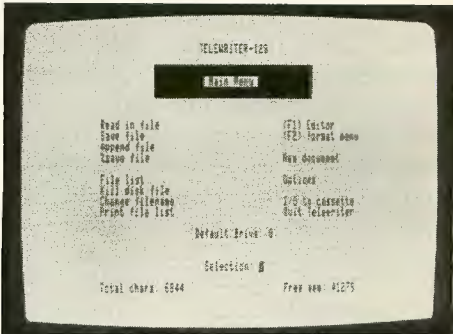 TELEWRITER-128
Main Menu
Read in file
Save file
Append file
file
File list
Kill disk file
Change filename
Print file list
(F1) Editor
(F2) Format menu
New document
Options
I/O to cassette
Quit Telewriter
Default Drive: 0
Selection:
Total chars: 6844
Free mem: 41275